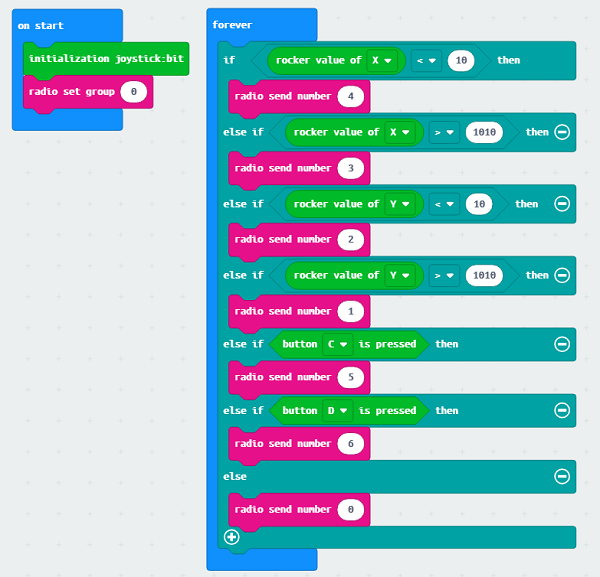 on start
initialization joystick:bit
radio set group 0
forever
if rocker value of X < 10 then
radio send number 4
else if rocker value of X > 1010 then
radio send number 3
else if rocker value of Y < 10 then
radio send number 2
else if rocker value of Y > 1010 then
radio send number 1
else if button C is pressed then
radio send number 5
else if button D is pressed then
radio send number 6
else
radio send number 0